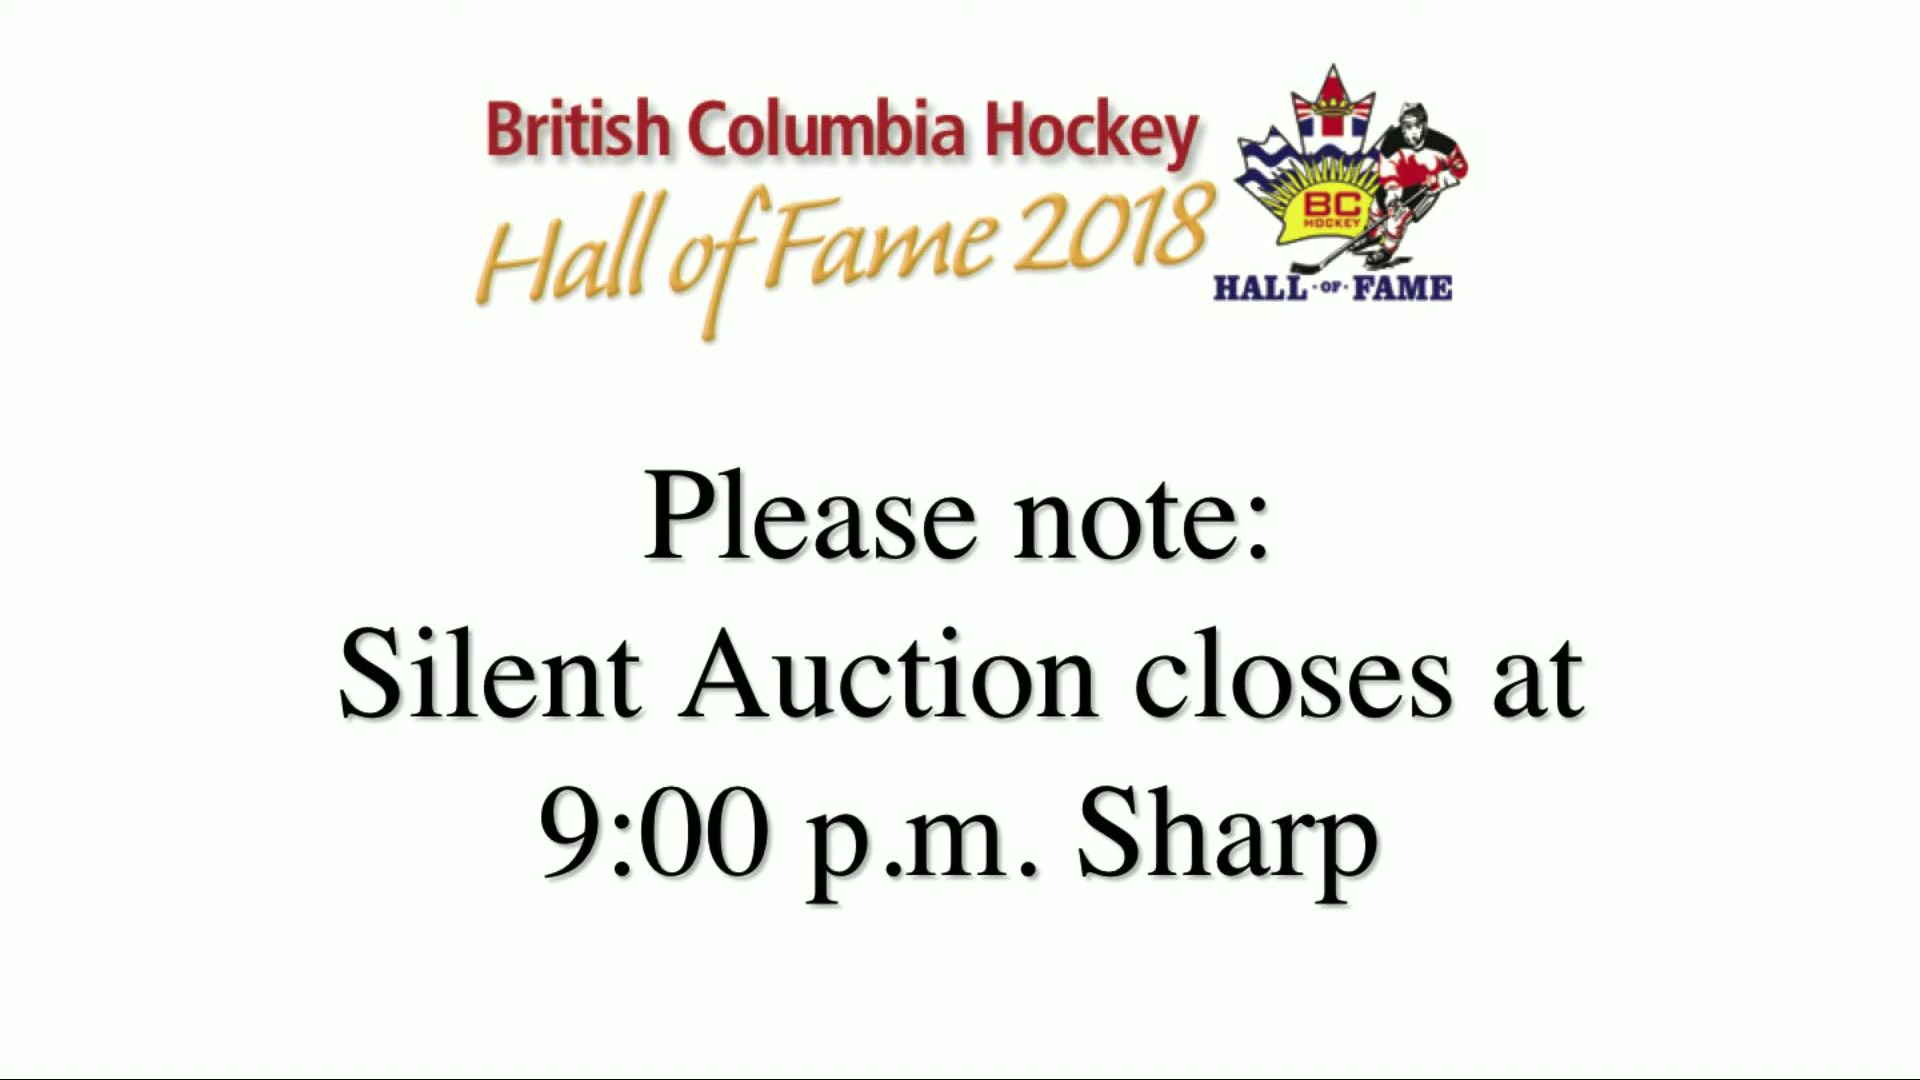 British Columbia Hockey
Hall of Fame 2018
BC
HOCKEY
HALL·OF·FAME
Please note:
Silent Auction closes at
9:00 p.m. Sharp